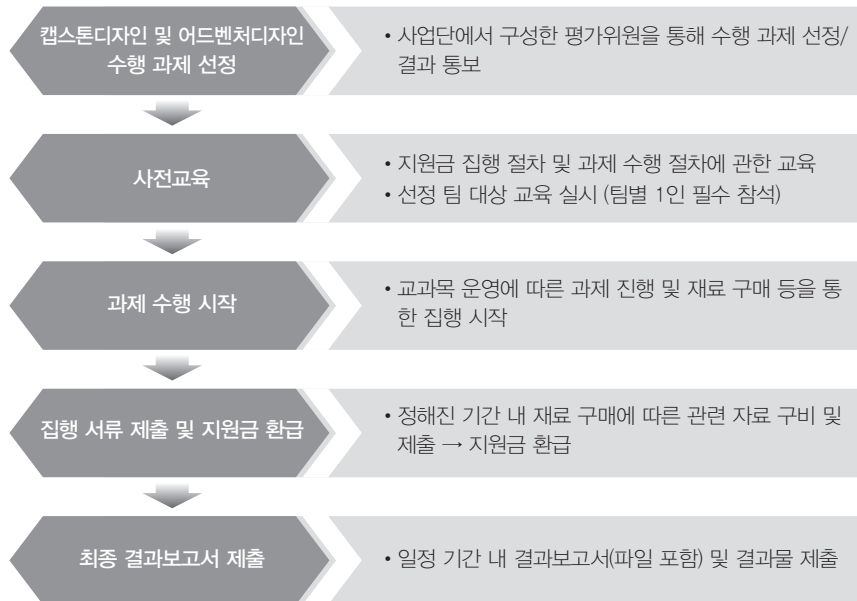 캡스톤디자인 및 어드벤처디자인
수행 과제 선정
• 사업단에서 구성한 평가위원을 통해 수행 과제 선정/
결과 통보
사전교육
• 지원금 집행 절차 및 과제 수행 절차에 관한 교육
• 선정 팀 대상 교육 실시 (팀별 1인 필수 참석)
과제 수행 시작
• 교과목 운영에 따른 과제 진행 및 재료 구매 등을 통
한 집행 시작
집행 서류 제출 및 지원금 환급
• 정해진 기간 내 재료 구매에 따른 관련 자료 구비 및
제출 → 지원금 환급
최종 결과보고서 제출
• 일정 기간 내 결과보고서(파일 포함) 및 결과물 제출